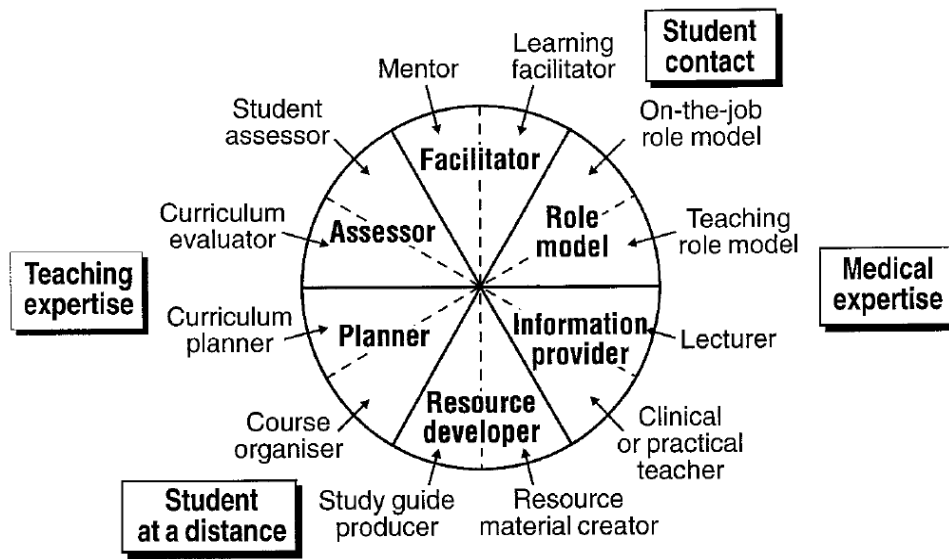 Student
contact
Learning
facilitator
Mentor
Student
assessor
On-the-job
role model
Facilitator
Curriculum
evaluator
Assessor
Role
model
Teaching
role model
Teaching
expertise
Medical
expertise
Curriculum
planner
Planner
Information
provider
Lecturer
Resource
developer
Course
organiser
Clinical
or practical
teacher
Student
at a distance
Study guide
producer
Resource
material creator